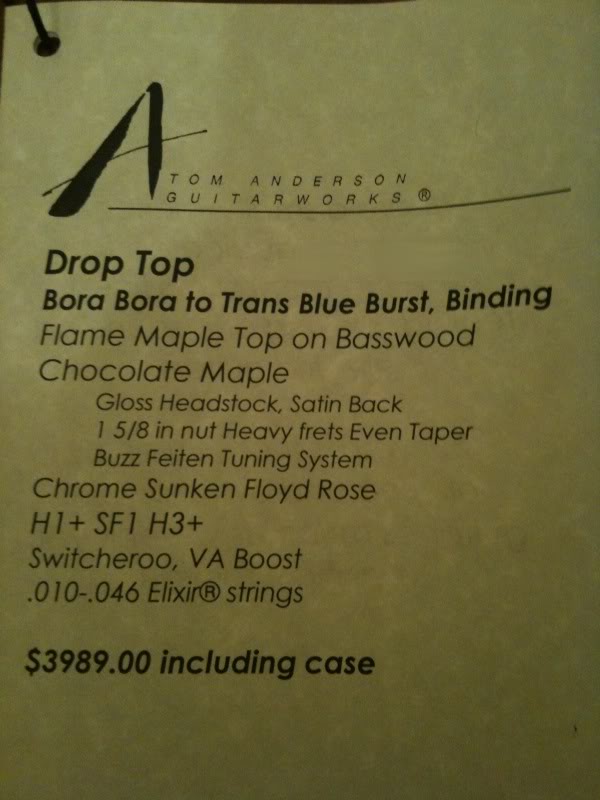 A
TOM ANDERSON
GUITARWORKS ®
Drop Top
Bora Bora to Trans Blue Burst, Binding
Flame Maple Top on Basswood
Chocolate Maple
Gloss Headstock, Satin Back
1 5/8 in nut Heavy frets Even Taper
Buzz Feiten Tuning System
Chrome Sunken Floyd Rose
H1+ SF1 H3+
Switcheroo, VA Boost
.010-.046 Elixir® strings
$3989.00 including case